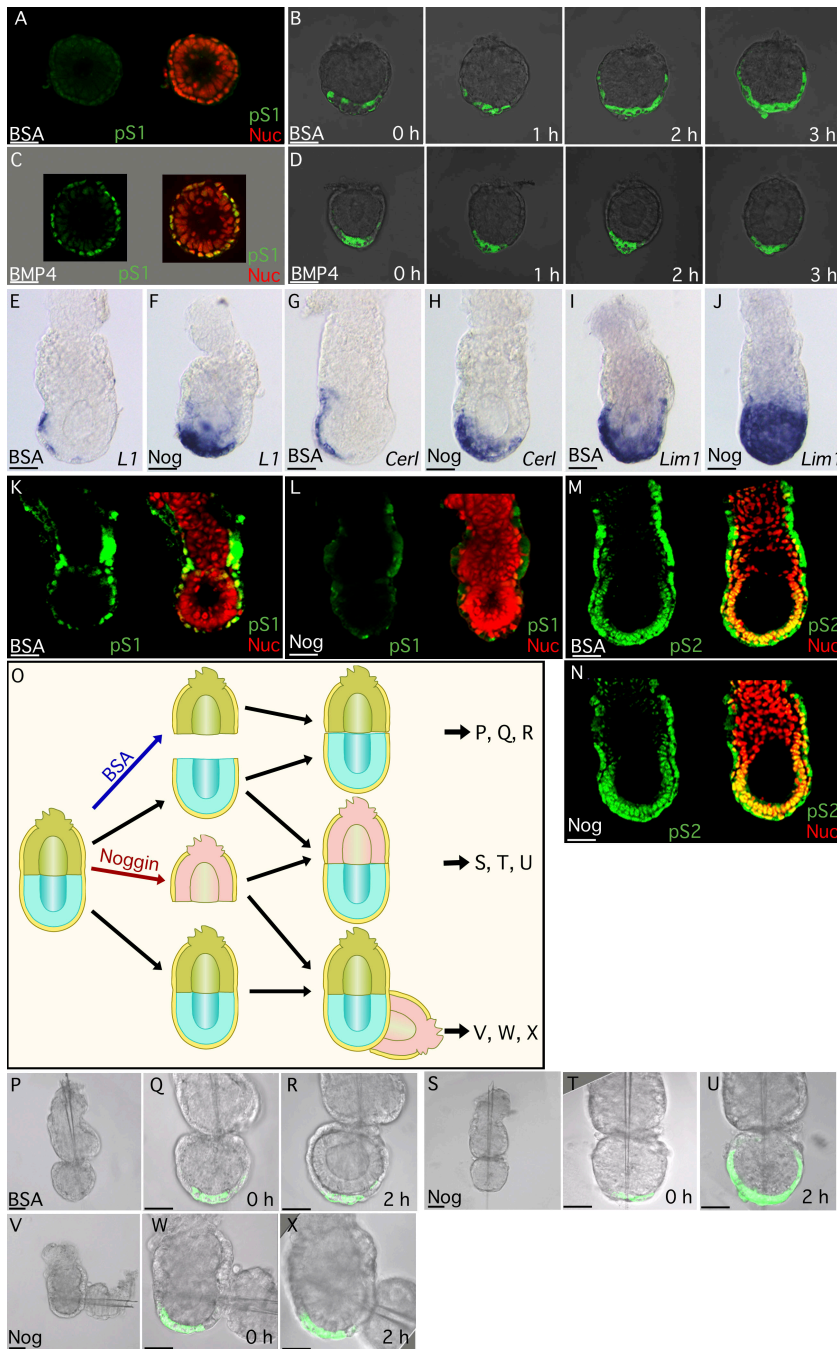 A
BSA
pS1
pS1
Nuc
B
BSA
0 h
1 h
2 h
3 h
C
BMP4
pS1
pS1
Nuc
D
BMP4
0 h
1 h
2 h
3 h
E
BSA
L1
F
Nog
L1
G
BSA
Cerl
H
Nog
Cerl
I
BSA
Lim1
J
Nog
Lim1
K
BSA
pS1
pS1
Nuc
L
Nog
pS1
pS1
Nuc
M
BSA
pS2
pS2
Nuc
N
Nog
pS2
pS2
Nuc
O
BSA
Noggin
P, Q, R
S, T, U
V, W, X
P
BSA
Q
0 h
R
2 h
S
Nog
T
0 h
U
2 h
V
Nog
W
0 h
X
2 h